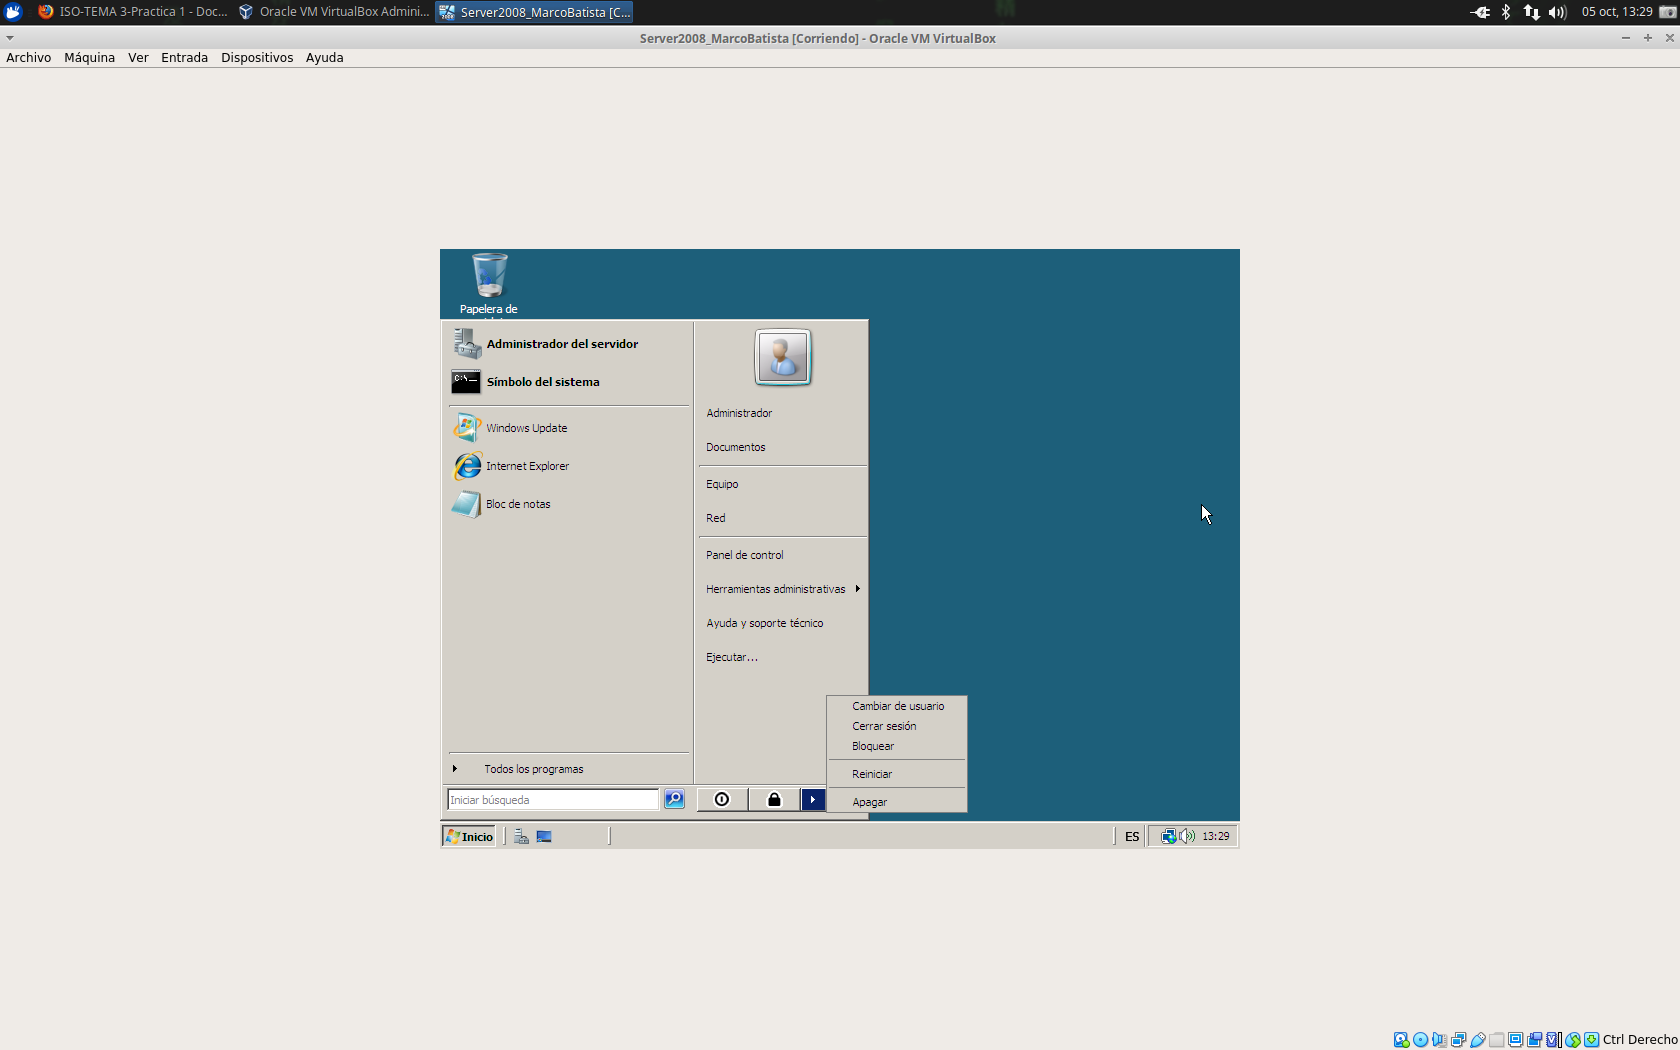 ISO-TEMA 3-Practica 1 - Doc... Oracle VM VirtualBox Admini... Server2008_MarcoBatista [C... 05 oct, 13:29
Server2008_MarcoBatista [Corriendo] - Oracle VM VirtualBox
Archivo Máquina Ver Entrada Dispositivos Ayuda
Papelera de
Administrador del servidor
Símbolo del sistema
Windows Update
Internet Explorer
Bloc de notas
Todos los programas
Iniciar búsqueda
Administrador
Documentos
Equipo
Red
Panel de control
Herramientas administrativas
Ayuda y soporte técnico
Ejecutar...
Cambiar de usuario
Cerrar sesión
Bloquear
Reiniciar
Apagar
Inicio ES 13:29
Ctrl Derecho